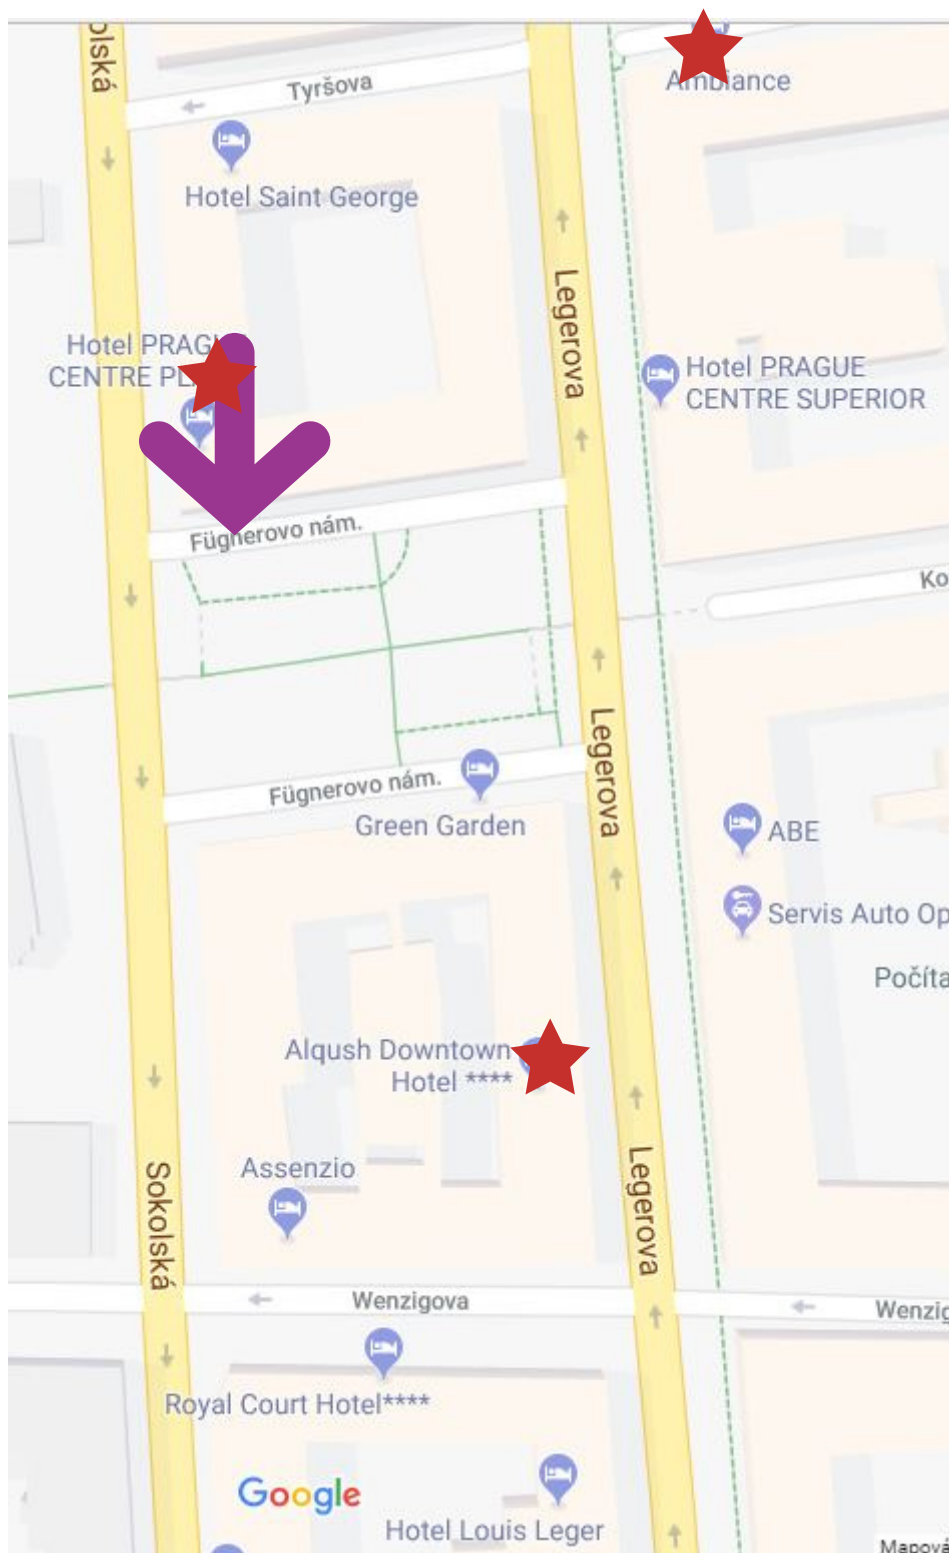 olská
Tyršova
Ambiance
Hotel Saint George
Legerova
Hotel PRAGU
CENTRE PL
Hotel PRAGUE
CENTRE SUPERIOR
Fügnerovo nám.
Ko
Legerova
Fügnerovo nám.
Green Garden
ABE
Servis Auto Op
Počíta
Alqush Downtown
Hotel ****
Assenzio
Sokolská
Legerova
Wenzigova
Wenzig
Royal Court Hotel****
Google
Hotel Louis Leger
Mapová